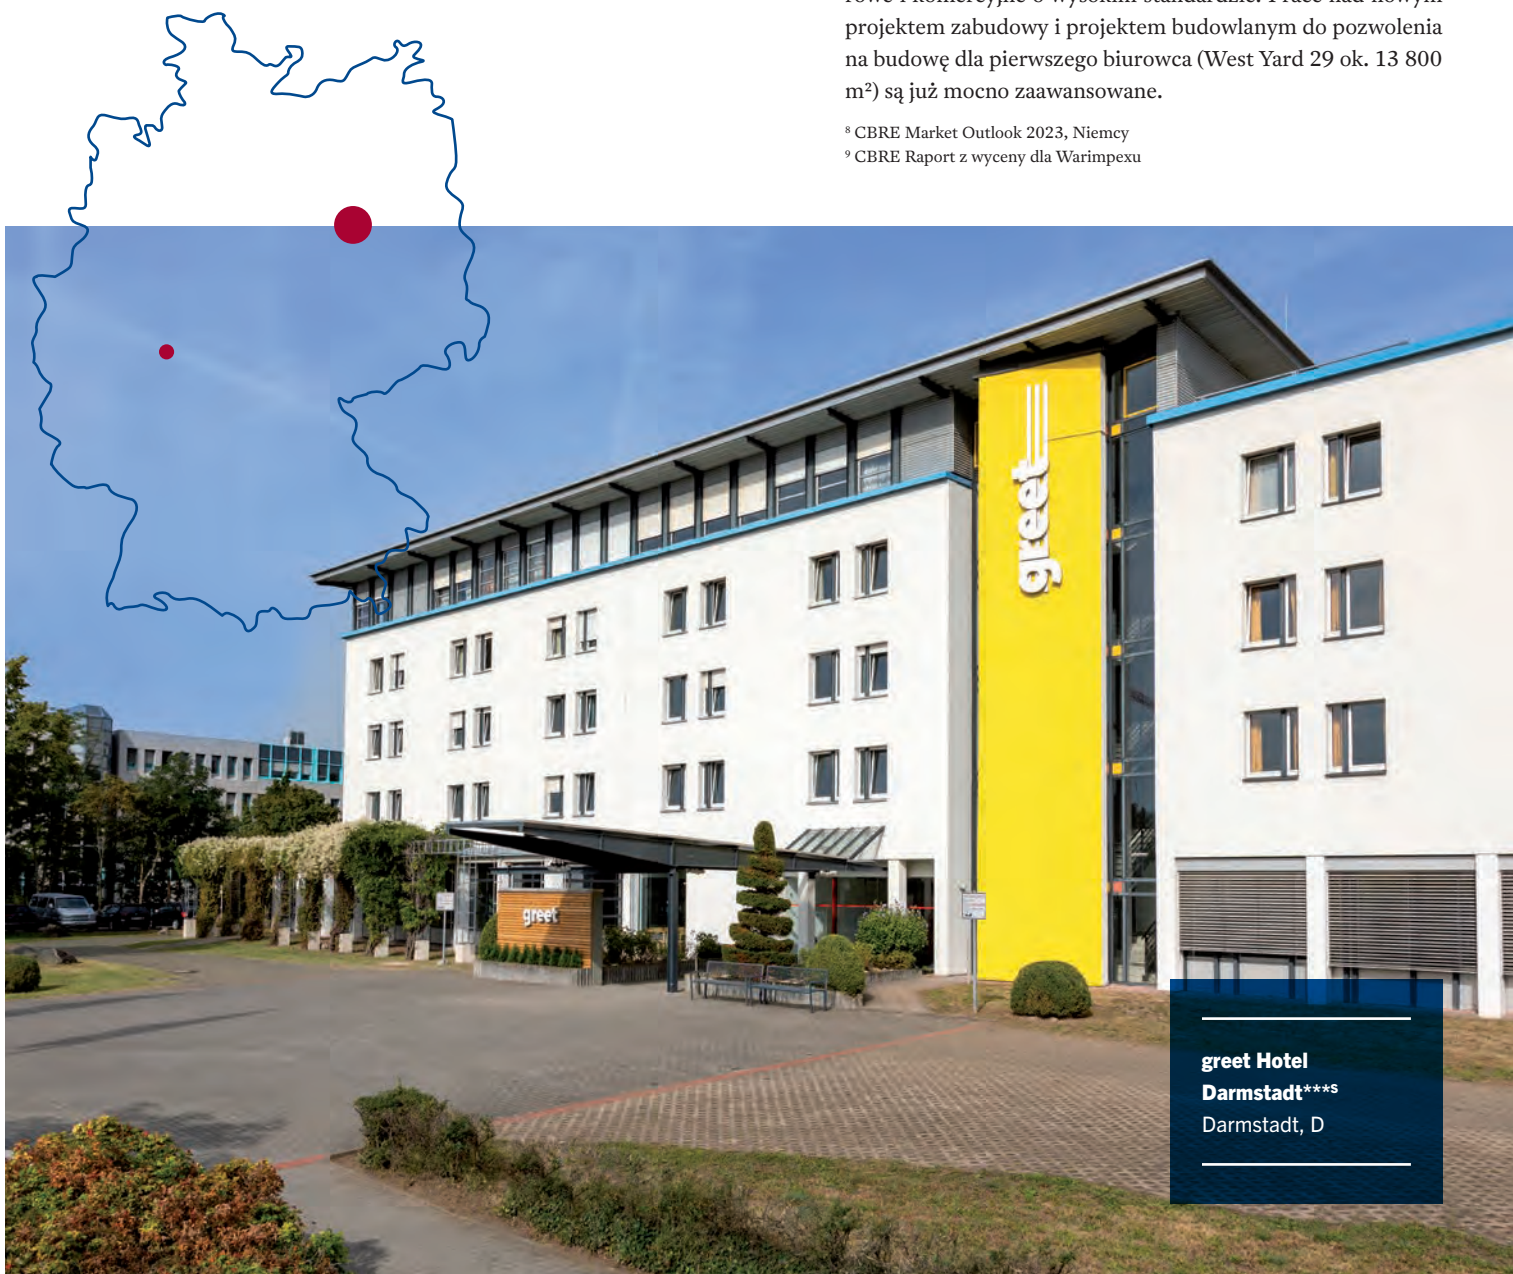 projektem zabudowy i projektem budowlanym do pozwolenia
na budowę dla pierwszego biurowca (West Yard 29 ok. 13 800
m²) są już mocno zaawansowane.
⁸ CBRE Market Outlook 2023, Niemcy
⁹ CBRE Raport z wyceny dla Warimpexu
greet
greet
greet Hotel
Darmstadt***ˢ
Darmstadt, D